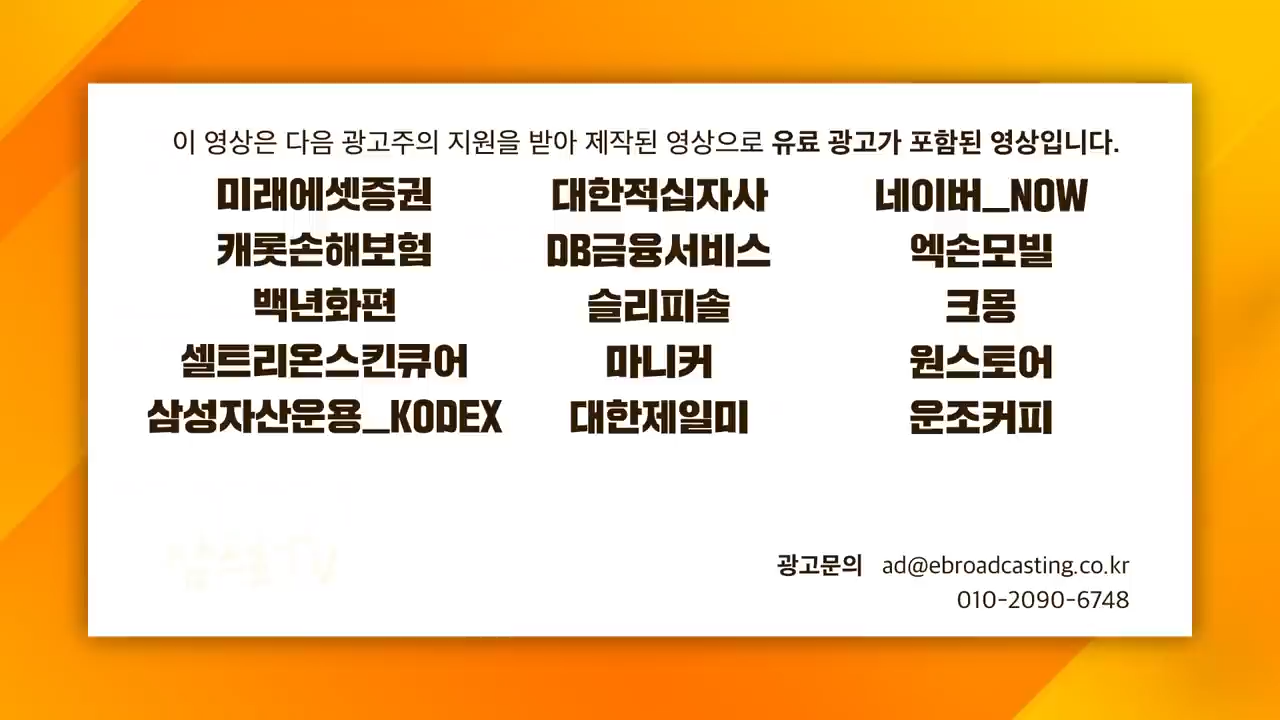 이 영상은 다음 광고주의 지원을 받아 제작된 영상으로 유료 광고가 포함된 영상입니다.
미래에셋증권 대한적십자사 네이버_NOW
캐롯손해보험 DB금융서비스 엑손모빌
백년화편 슬리피솔 크몽
셀트리온스킨큐어 마니커 원스토어
삼성자산운용_KODEX 대한제일미 운조커피
광고문의 ad@ebroadcasting.co.kr
010-2090-6748